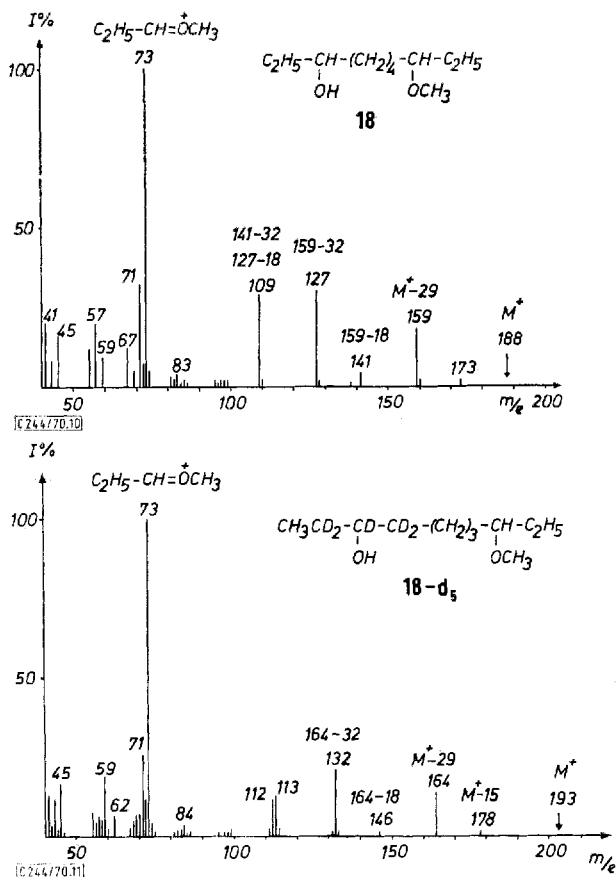 I%
C₂H₅–CH=O⁺CH₃
73
C₂H₅–CH–(CH₂)₄–CH–C₂H₅
OH OCH₃
18
100
50
141-32
127-18
109
159-32
127
M⁺-29
159
M⁺
188
159-18
141
173
71
41
45
57
59
67
83
50 100 150 m/e 200
C244/70.10
I%
C₂H₅–CH=O⁺CH₃
73
CH₃CD₂–CD–CD₂–(CH₂)₃–CH–C₂H₅
OH OCH₃
18-d₅
100
50
164-32
132
M⁺-29
164
M⁺-15
178
M⁺
193
164-18
146
112
113
71
45
59
62
84
50 100 150 200 m/e
C244/70.11